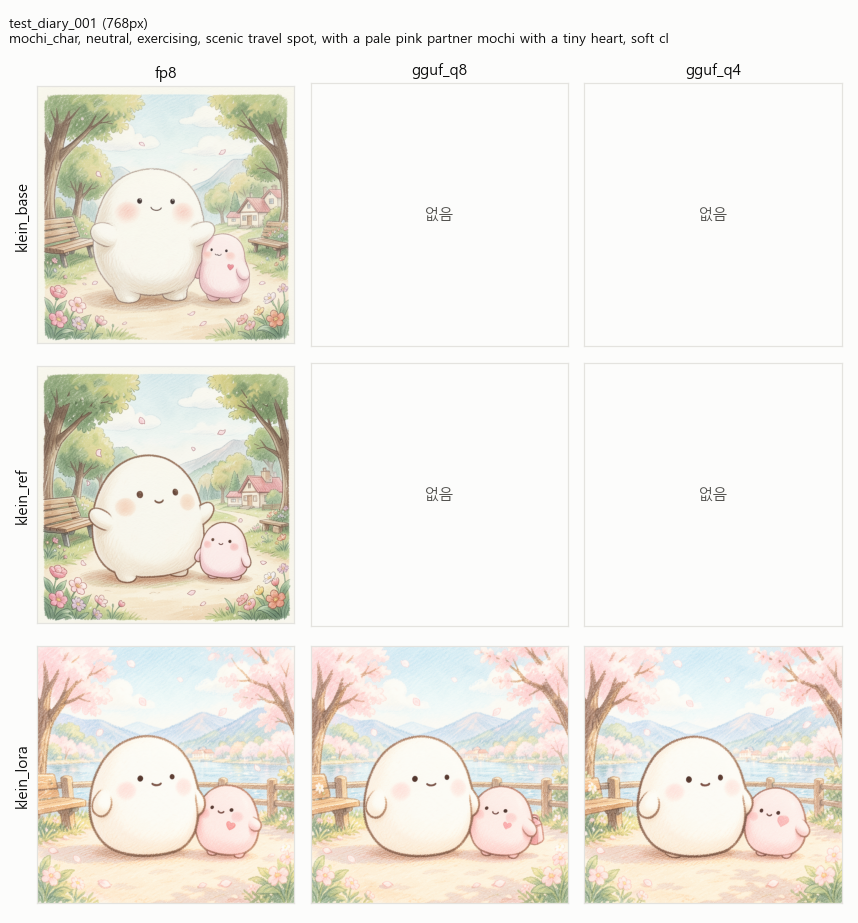 test_diary_001 (768px)
mochi_char, neutral, exercising, scenic travel spot, with a pale pink partner mochi with a tiny heart, soft cl
fp8
gguf_q8
gguf_q4
klein_base
없음
없음
klein_ref
없음
없음
klein_lora